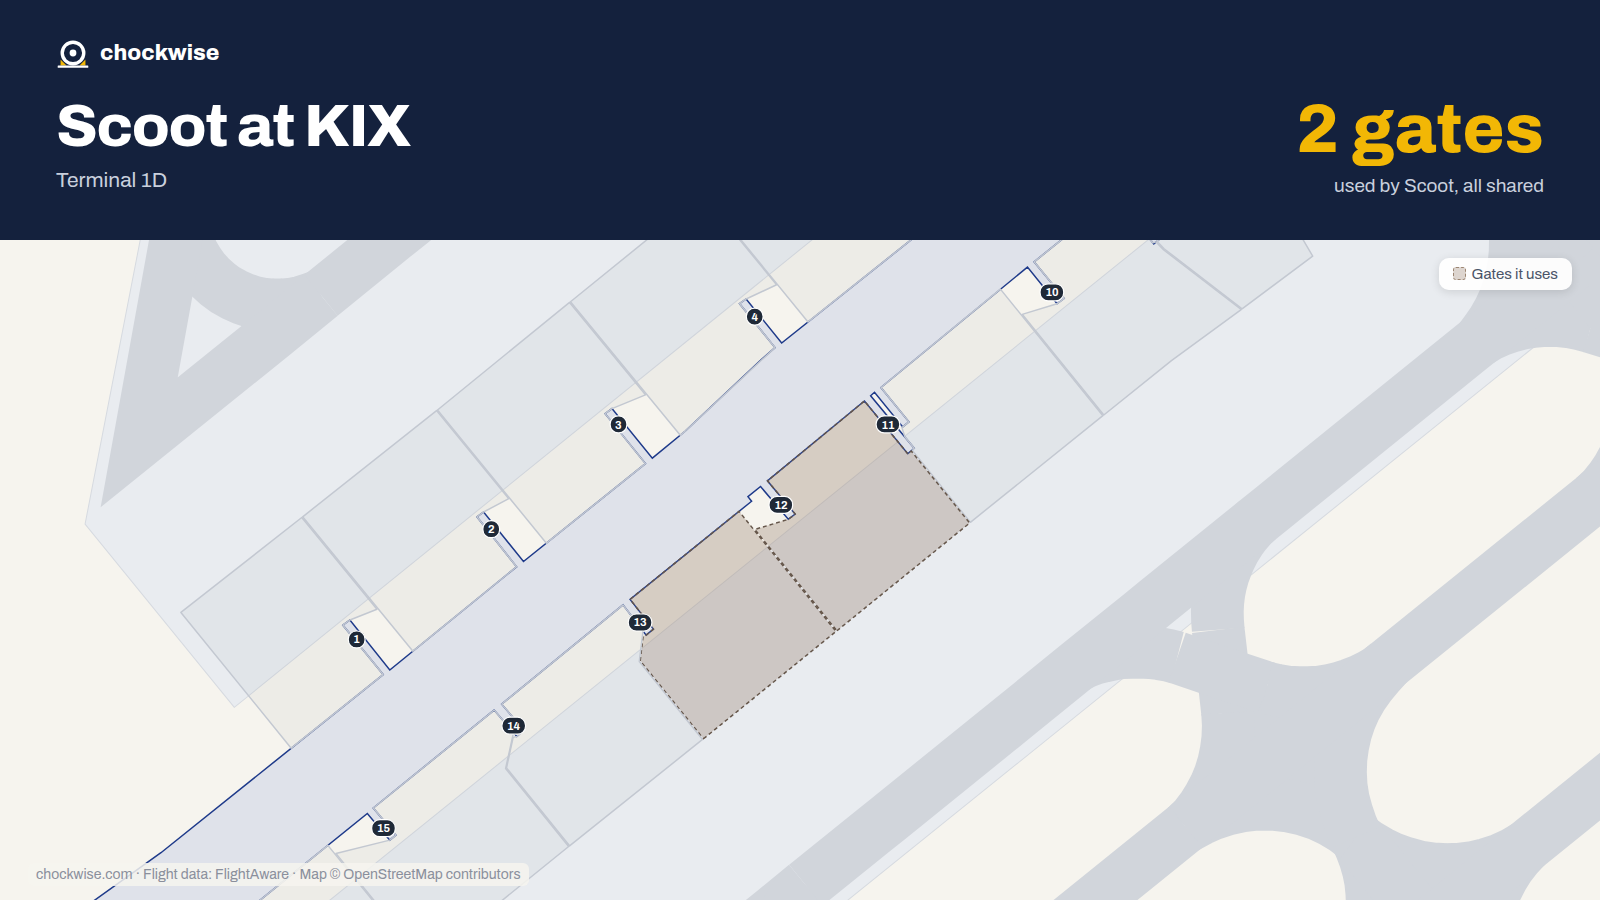 chockwise
Scoot at KIX
Terminal 1D
2 gates
used by Scoot, all shared
Gates it uses
10
4
3
11
12
2
13
1
14
15
chockwise.com · Flight data: FlightAware · Map © OpenStreetMap contributors